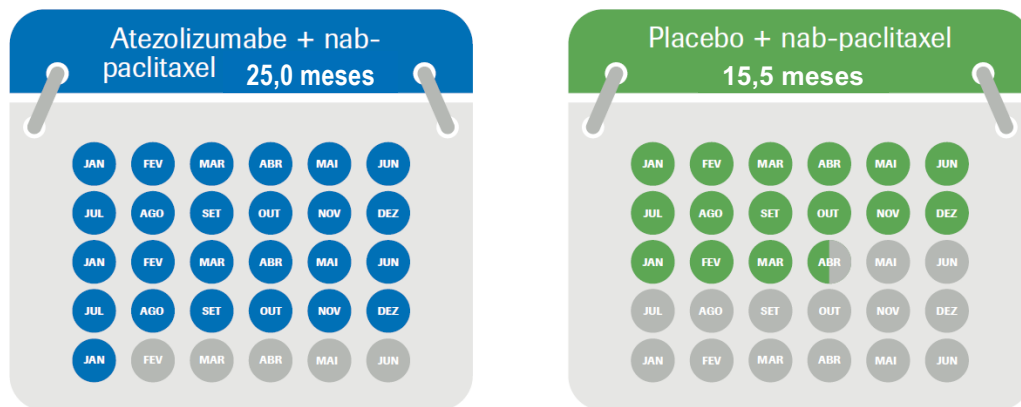 Atezolizumabe + nab-
paclitaxel 25,0 meses
JAN FEV MAR ABR MAI JUN
JUL AGO SET OUT NOV DEZ
JAN FEV MAR ABR MAI JUN
JUL AGO SET OUT NOV DEZ
JAN FEV MAR ABR MAI JUN
Placebo + nab-paclitaxel
15,5 meses
JAN FEV MAR ABR MAI JUN
JUL AGO SET OUT NOV DEZ
JAN FEV MAR ABR MAI JUN
JUL AGO SET OUT NOV DEZ
JAN FEV MAR ABR MAI JUN